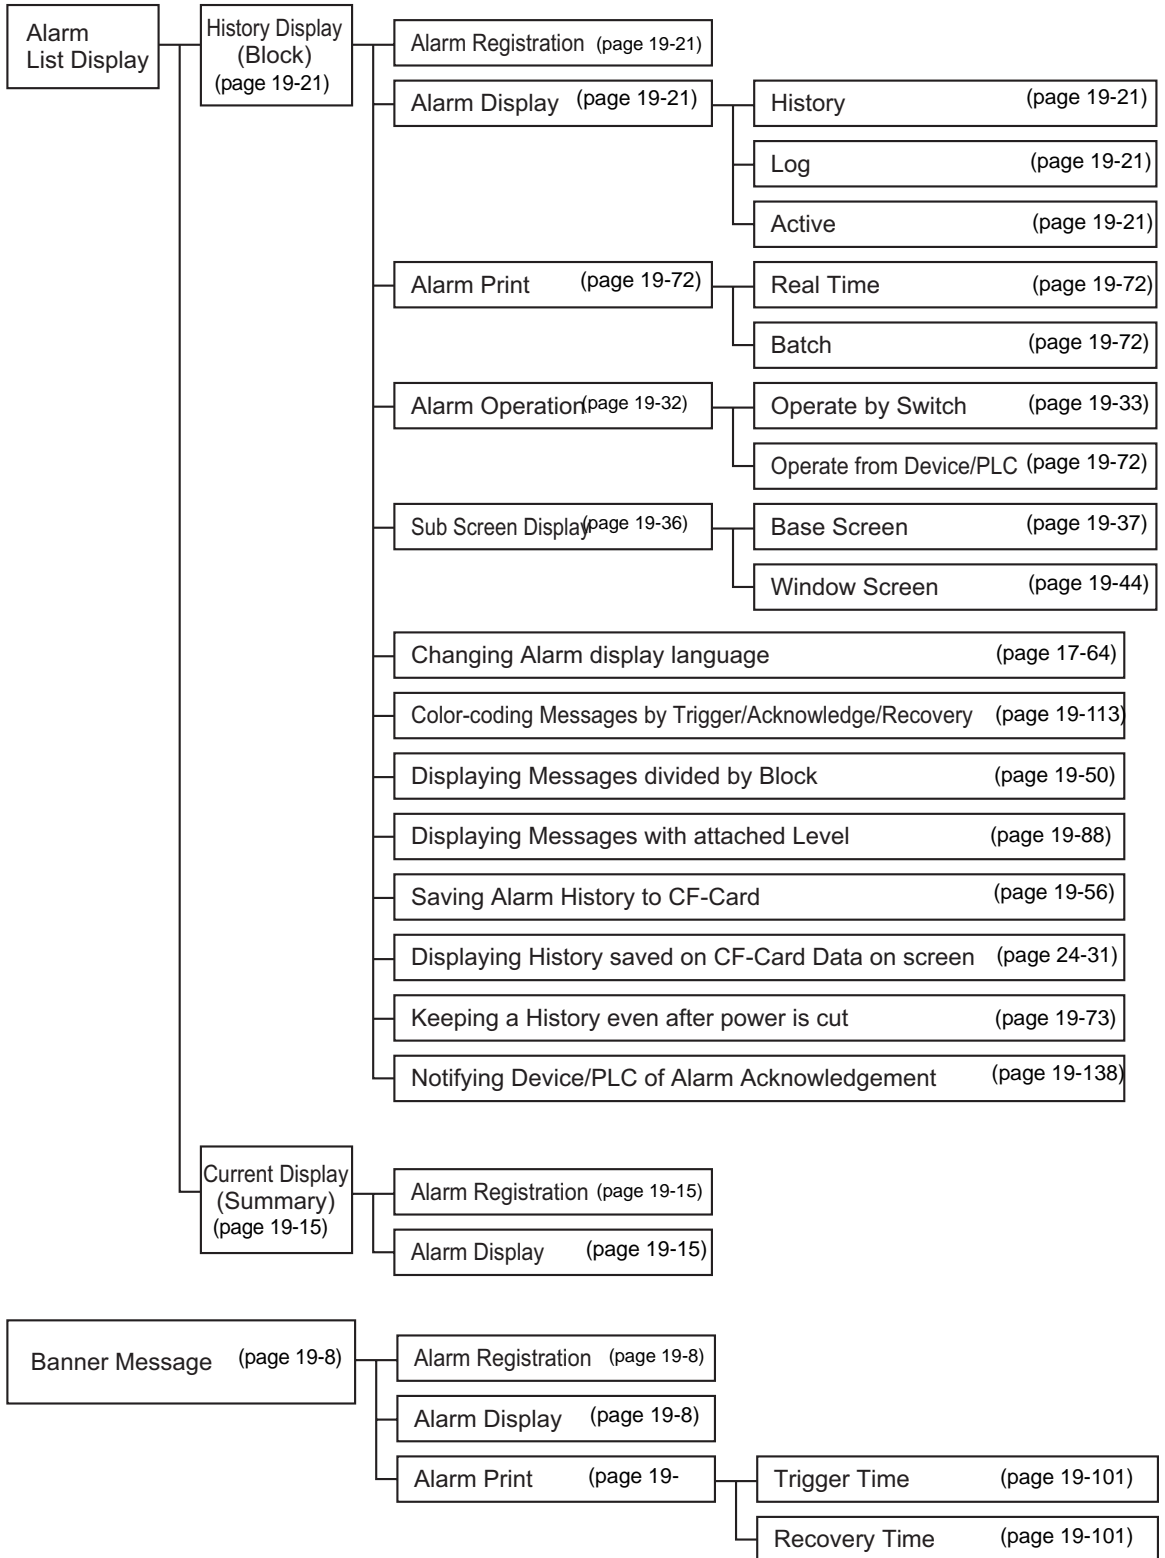 Alarm
List Display
History Display
(Block)
(page 19-21)
Alarm Registration (page 19-21)
Alarm Display (page 19-21)
History (page 19-21)
Log (page 19-21)
Active (page 19-21)
Alarm Print (page 19-72)
Real Time (page 19-72)
Batch (page 19-72)
Alarm Operation (page 19-32)
Operate by Switch (page 19-33)
Operate from Device/PLC (page 19-72)
Sub Screen Display (page 19-36)
Base Screen (page 19-37)
Window Screen (page 19-44)
Changing Alarm display language (page 17-64)
Color-coding Messages by Trigger/Acknowledge/Recovery (page 19-113)
Displaying Messages divided by Block (page 19-50)
Displaying Messages with attached Level (page 19-88)
Saving Alarm History to CF-Card (page 19-56)
Displaying History saved on CF-Card Data on screen (page 24-31)
Keeping a History even after power is cut (page 19-73)
Notifying Device/PLC of Alarm Acknowledgement (page 19-138)
Current Display
(Summary)
(page 19-15)
Alarm Registration (page 19-15)
Alarm Display (page 19-15)
Banner Message (page 19-8)
Alarm Registration (page 19-8)
Alarm Display (page 19-8)
Alarm Print (page 19-
Trigger Time (page 19-101)
Recovery Time (page 19-101)